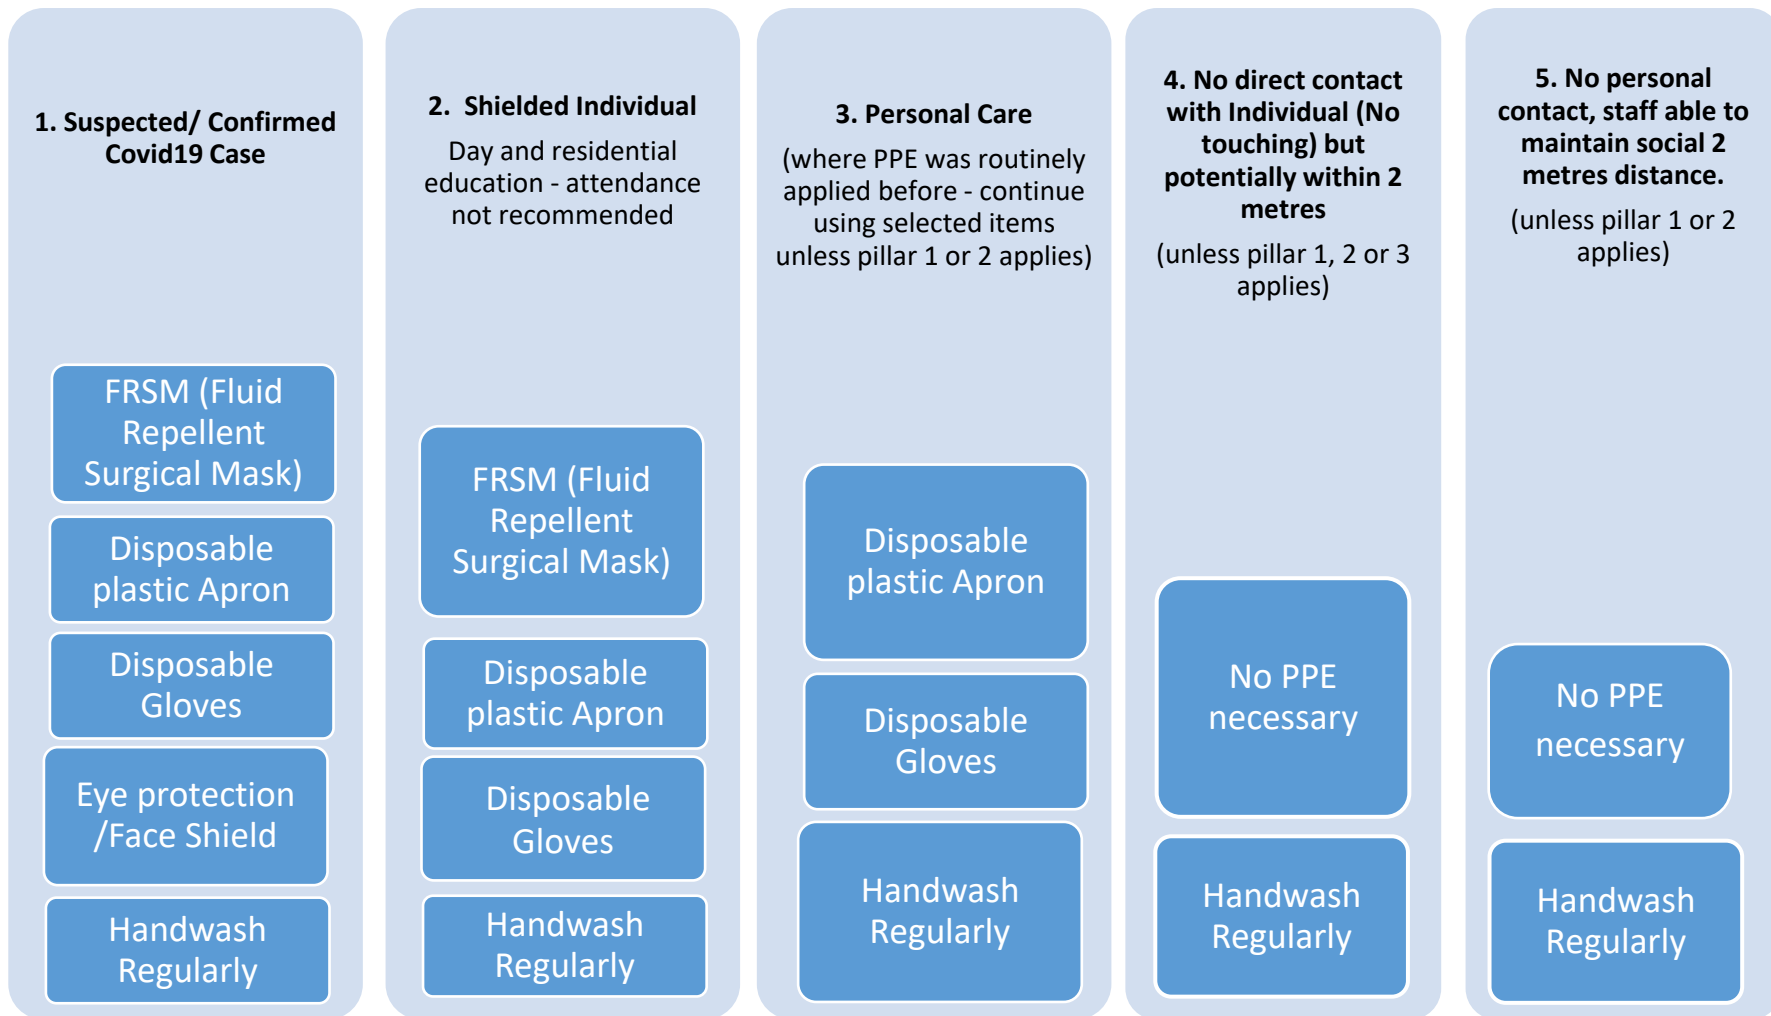 1. Suspected/ Confirmed
Covid19 Case
FRSM (Fluid
Repellent
Surgical Mask)
Disposable
plastic Apron
Disposable
Gloves
Eye protection
/Face Shield
Handwash
Regularly
2. Shielded Individual
Day and residential
education - attendance
not recommended
FRSM (Fluid
Repellent
Surgical Mask)
Disposable
plastic Apron
Disposable
Gloves
Handwash
Regularly
3. Personal Care
(where PPE was routinely
applied before - continue
using selected items
unless pillar 1 or 2 applies)
Disposable
plastic Apron
Disposable
Gloves
Handwash
Regularly
4. No direct contact
with Individual (No
touching) but
potentially within 2
metres
(unless pillar 1, 2 or 3
applies)
No PPE
necessary
Handwash
Regularly
5. No personal
contact, staff able to
maintain social 2
metres distance.
(unless pillar 1 or 2
applies)
No PPE
necessary
Handwash
Regularly